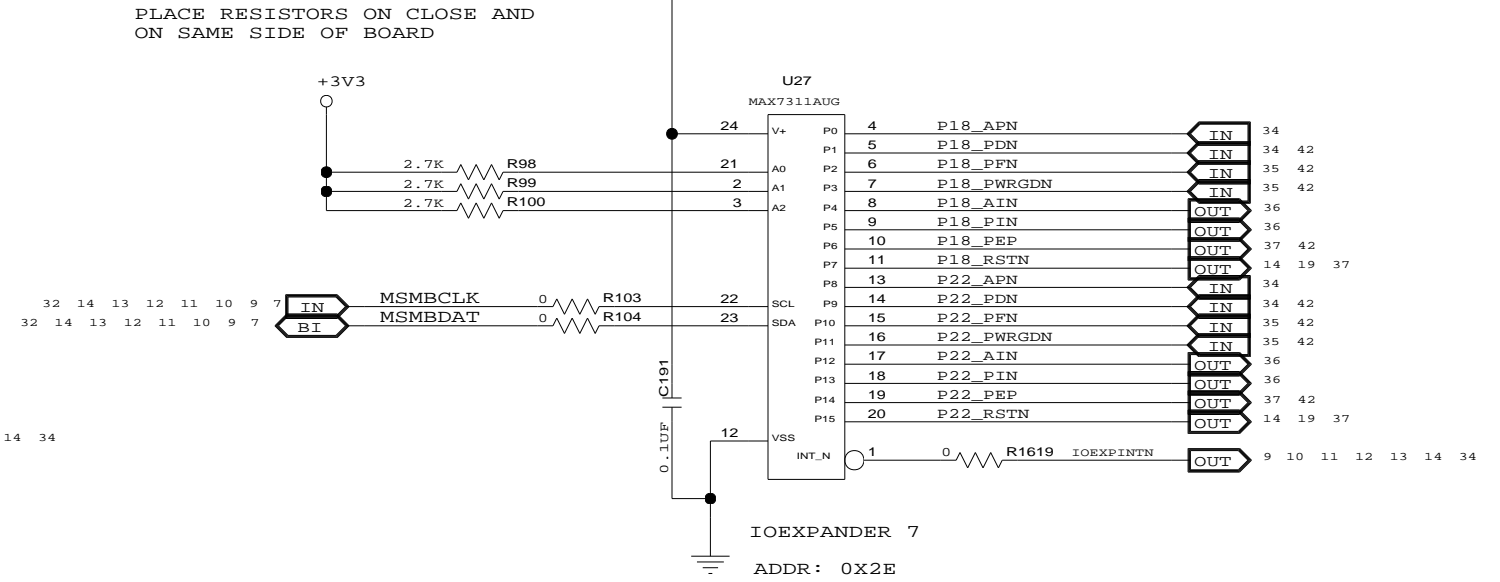 PLACE RESISTORS ON CLOSE AND
ON SAME SIDE OF BOARD
+3V3
U27
MAX7311AUG
24 V+ P0 4 P18_APN IN 34
P1 5 P18_PDN IN 34 42
2.7K R98 21 A0 P2 6 P18_PFN IN 35 42
2.7K R99 2 A1 P3 7 P18_PWRGDN IN 35 42
2.7K R100 3 A2 P4 8 P18_AIN OUT 36
P5 9 P18_PIN OUT 36
P6 10 P18_PEP OUT 37 42
P7 11 P18_RSTN OUT 14 19 37
P8 13 P22_APN IN 34
32 14 13 12 11 10 9 7 IN MSMBCLK 0 R103 22 SCL P9 14 P22_PDN IN 34 42
32 14 13 12 11 10 9 7 BI MSMBDAT 0 R104 23 SDA P10 15 P22_PFN IN 35 42
P11 16 P22_PWRGDN IN 35 42
P12 17 P22_AIN OUT 36
P13 18 P22_PIN OUT 36
P14 19 P22_PEP OUT 37 42
P15 20 P22_RSTN OUT 14 19 37
C191
0.1UF
14 34
12 VSS
INT_N 1 0 R1619 IOEXPINTN OUT 9 10 11 12 13 14 34
IOEXPANDER 7
ADDR: 0X2E